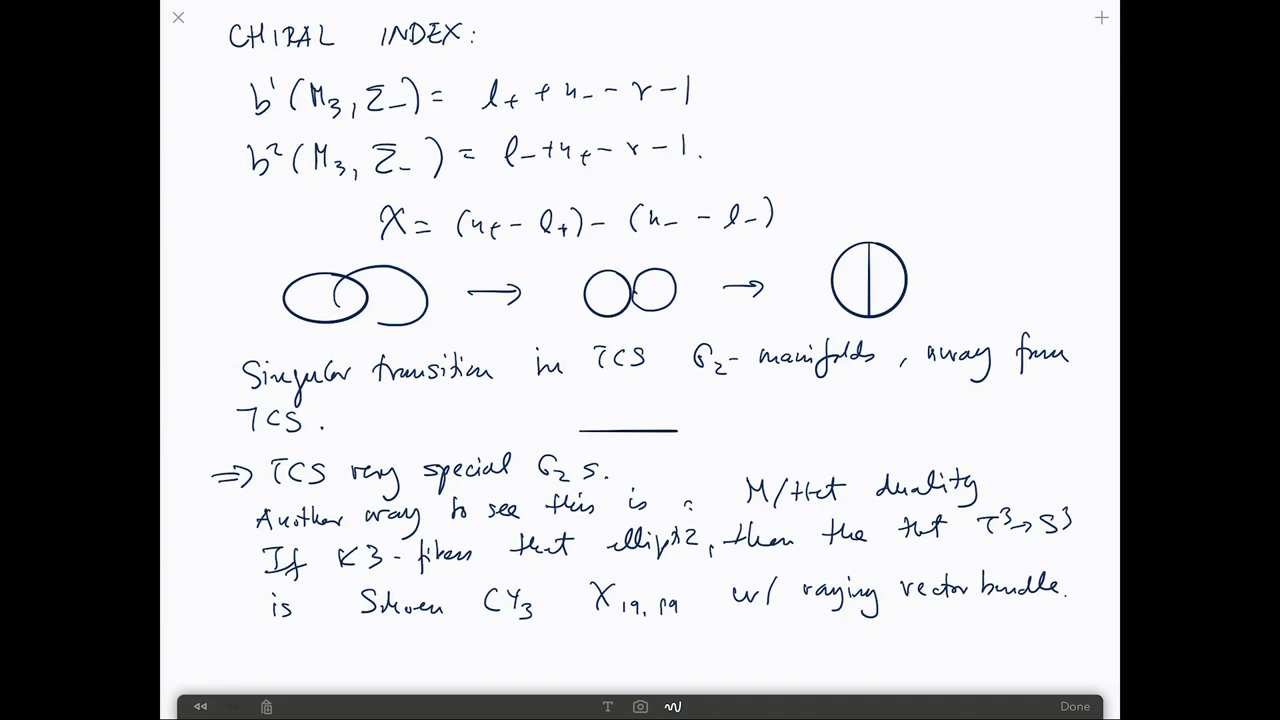 CHIRAL INDEX:
b¹(M₃, Σ₋) = l₊ + n₋ - r - 1
b²(M₃, Σ₋) = l₋ + n₊ - r - 1.
χ = (n₊ - l₊) - (n₋ - l₋)
Singular transition in TCS G₂-manifolds, away from
TCS.
⇒ TCS very special G₂s.
Another way to see this is M/Het duality
If K3-fibers that elliptic, then the Het T³→S³
is Schoen CY₃ X₁₉,₁₉ w/ varying vector bundle.
T
Done